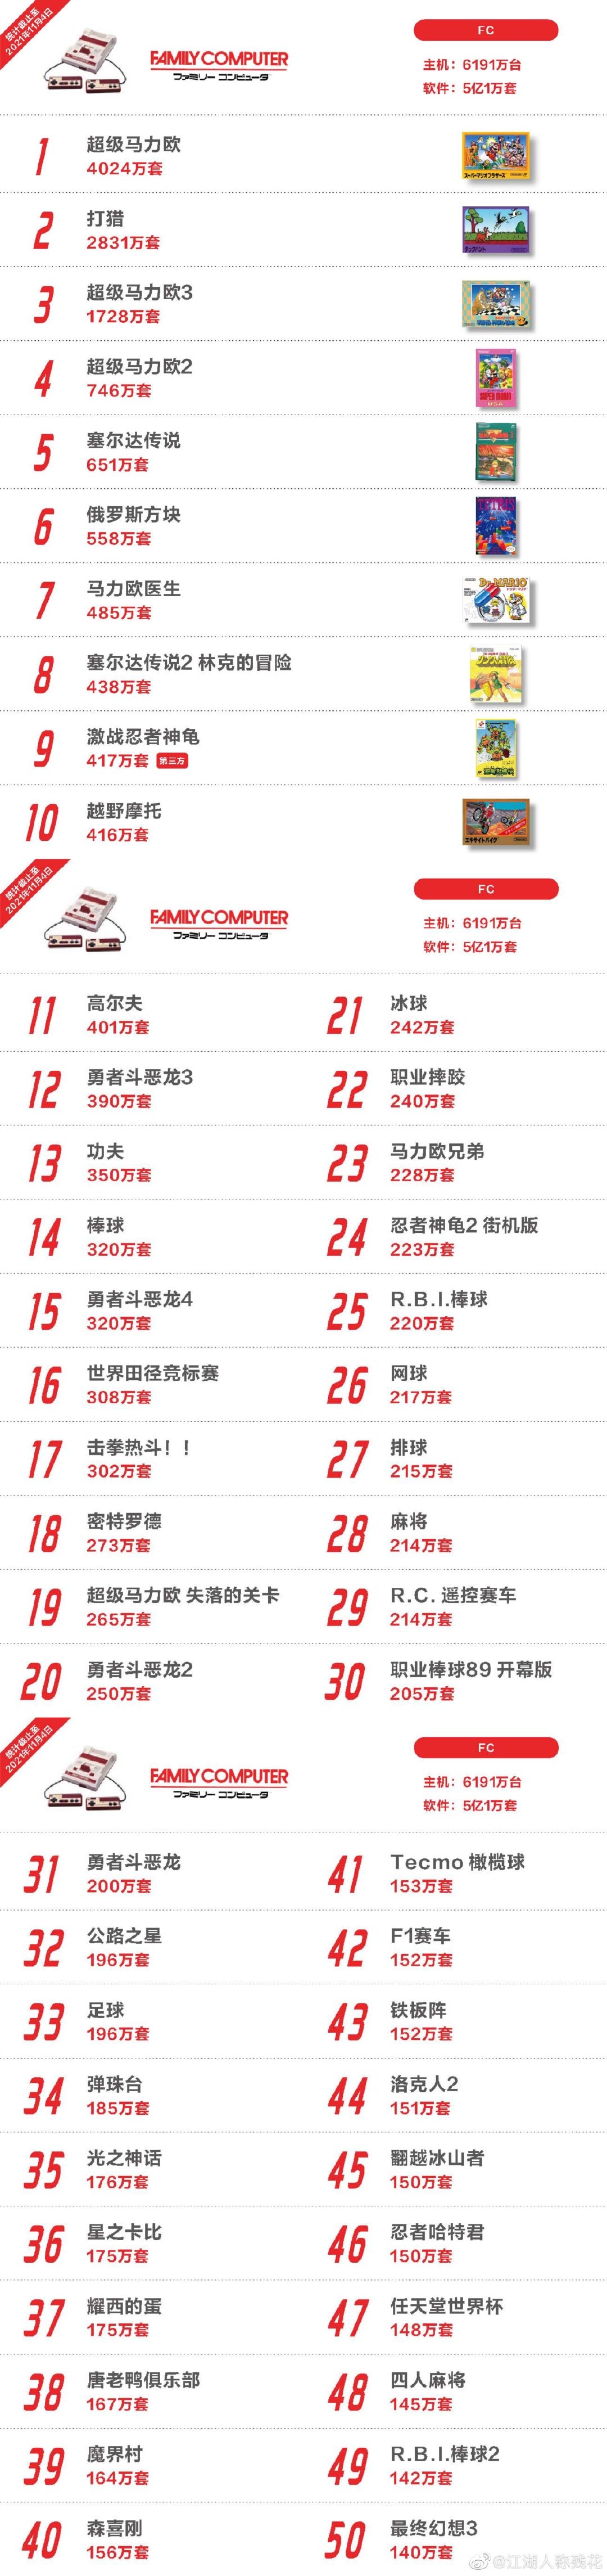 统计截止至
2021年11月4日
FAMILY COMPUTER
ファミリー コンピュータ
FC
主机：6191万台
软件：5亿1万套
1
超级马力欧
4024万套
スーパーマリオブラザーズ
2
打猎
2831万套
ダックハント
3
超级马力欧3
1728万套
4
超级马力欧2
746万套
5
塞尔达传说
651万套
6
俄罗斯方块
558万套
TETRIS
7
马力欧医生
485万套
DR.MARIO
8
塞尔达传说2 林克的冒险
438万套
9
激战忍者神龟
417万套 第三方
10
越野摩托
416万套
エキサイトバイク
统计截止至
2021年11月4日
FAMILY COMPUTER
ファミリー コンピュータ
FC
主机：6191万台
软件：5亿1万套
11
高尔夫
401万套
12
勇者斗恶龙3
390万套
13
功夫
350万套
14
棒球
320万套
15
勇者斗恶龙4
320万套
16
世界田径竞标赛
308万套
17
击拳热斗！！
302万套
18
密特罗德
273万套
19
超级马力欧 失落的关卡
265万套
20
勇者斗恶龙2
250万套
21
冰球
242万套
22
职业摔跤
240万套
23
马力欧兄弟
228万套
24
忍者神龟2 街机版
223万套
25
R.B.I.棒球
220万套
26
网球
217万套
27
排球
215万套
28
麻将
214万套
29
R.C. 遥控赛车
214万套
30
职业棒球89 开幕版
205万套
统计截止至
2021年11月4日
FAMILY COMPUTER
ファミリー コンピュータ
FC
主机：6191万台
软件：5亿1万套
31
勇者斗恶龙
200万套
32
公路之星
196万套
33
足球
196万套
34
弹珠台
185万套
35
光之神话
176万套
36
星之卡比
175万套
37
耀西的蛋
175万套
38
唐老鸭俱乐部
167万套
39
魔界村
164万套
40
森喜刚
156万套
41
Tecmo 橄榄球
153万套
42
F1赛车
152万套
43
铁板阵
152万套
44
洛克人2
151万套
45
翻越冰山者
150万套
46
忍者哈特君
150万套
47
任天堂世界杯
148万套
48
四人麻将
145万套
49
R.B.I.棒球2
142万套
50
最终幻想3
140万套
@江湖人称残花